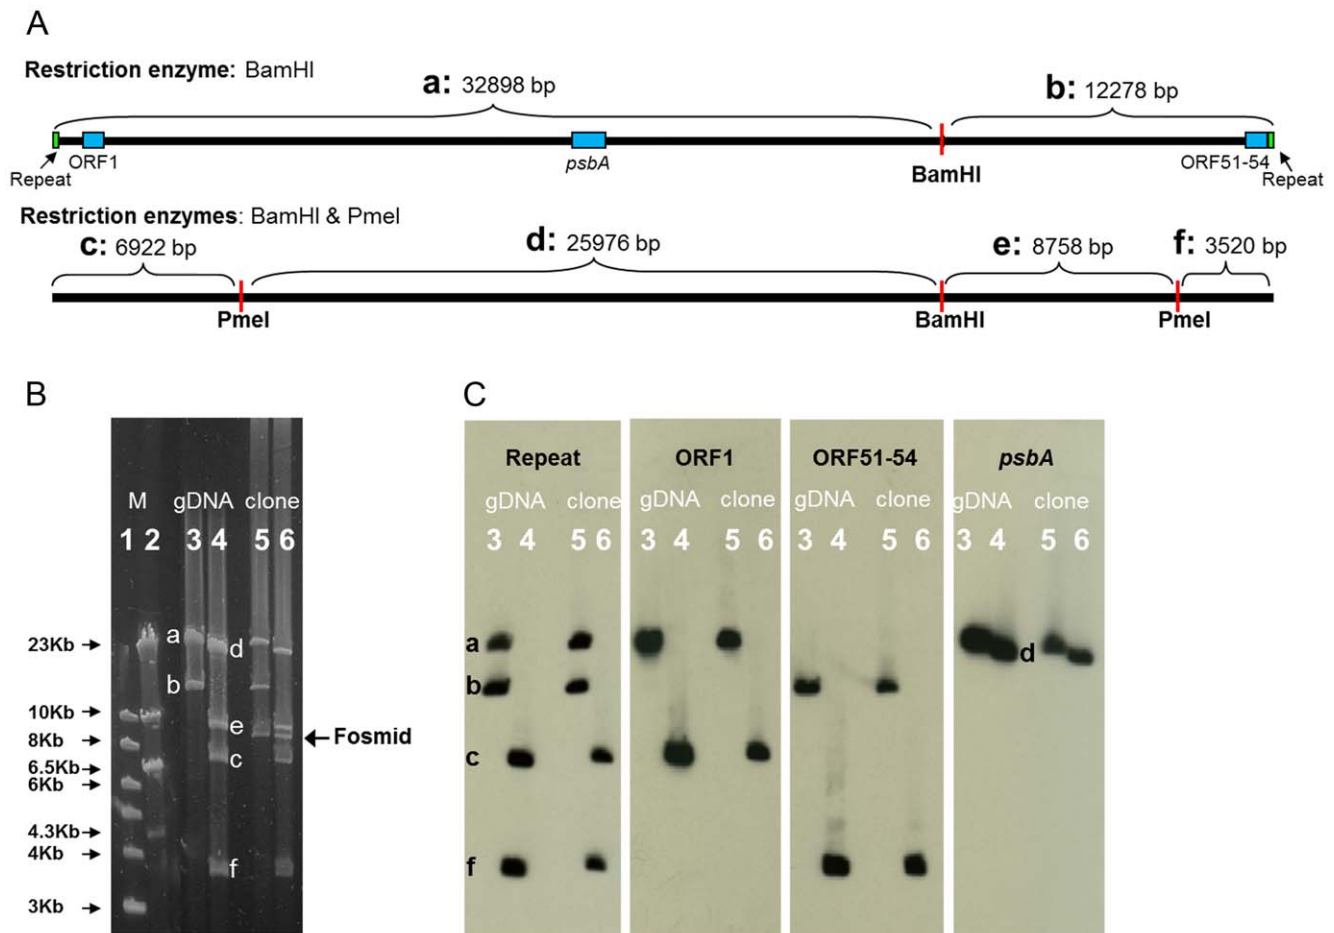 A
Restriction enzyme: BamHI
a: 32898 bp
b: 12278 bp
Repeat
ORF1
psbA
BamHI
ORF51-54
Repeat
Restriction enzymes: BamHI & PmeI
c: 6922 bp
d: 25976 bp
e: 8758 bp
f: 3520 bp
PmeI
BamHI
PmeI
B
M
gDNA
clone
1 2 3 4 5 6
a
d
b
e
c
f
23Kb
10Kb
8Kb
6.5Kb
6Kb
4.3Kb
4Kb
3Kb
Fosmid
C
Repeat
gDNA clone
3 4 5 6
a
b
c
f
ORF1
gDNA clone
3 4 5 6
ORF51-54
gDNA clone
3 4 5 6
psbA
gDNA clone
3 4 5 6
d